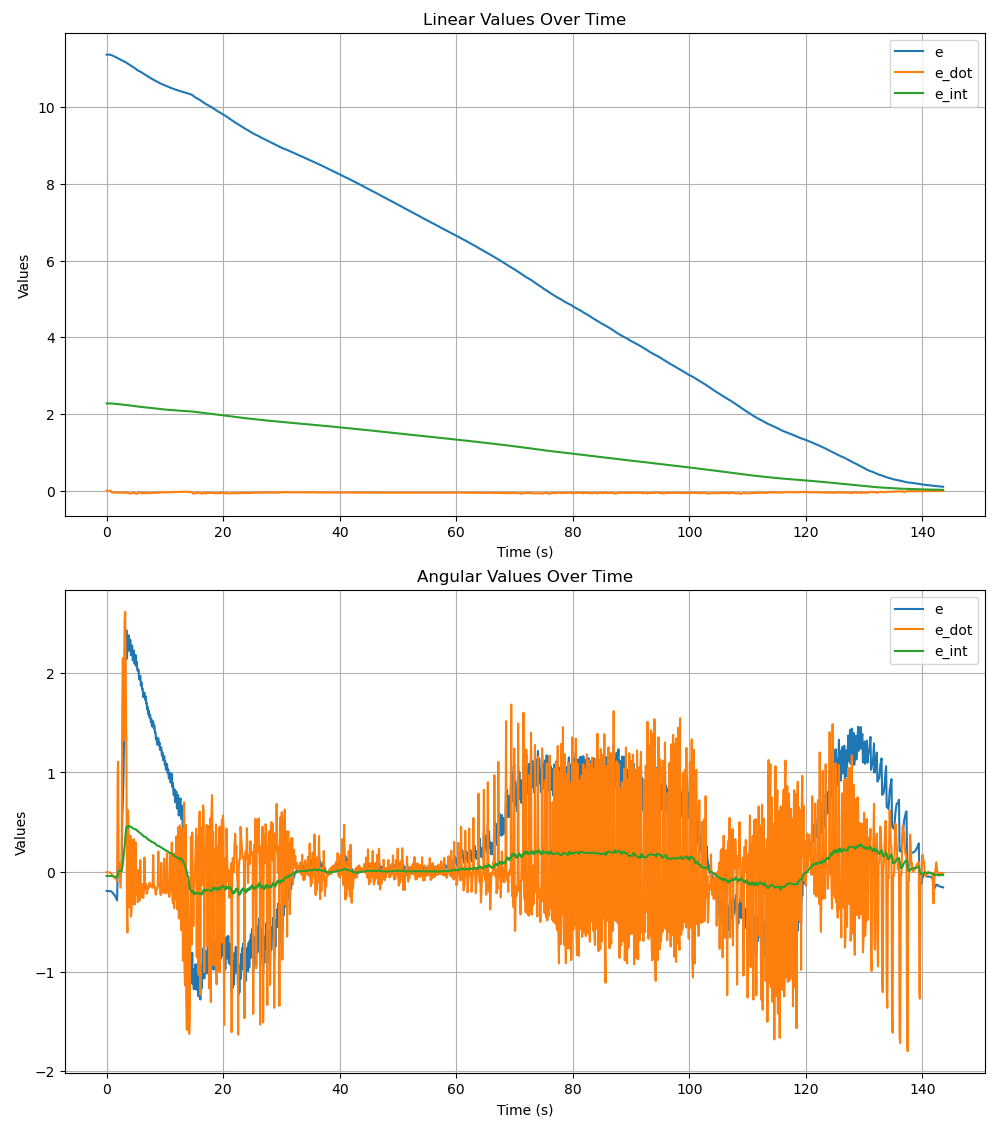 Linear Values Over Time
e
e_dot
e_int
10
8
6
4
2
0
Values
0 20 40 60 80 100 120 140
Time (s)
Angular Values Over Time
e
e_dot
e_int
2
1
0
−1
−2
Values
0 20 40 60 80 100 120 140
Time (s)